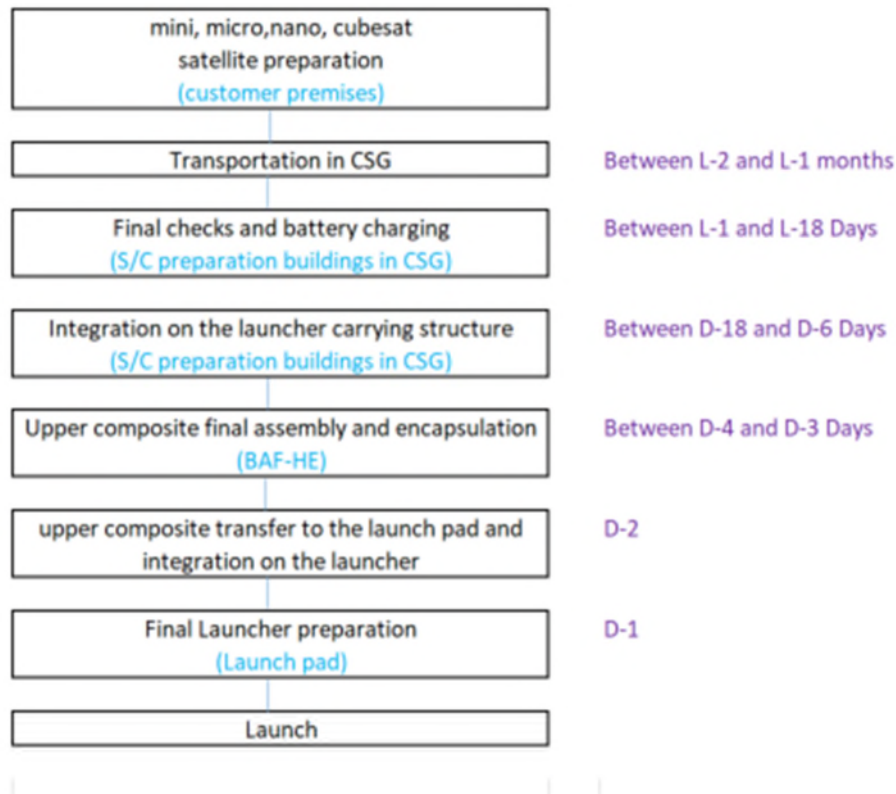 mini, micro,nano, cubesat
satellite preparation
(customer premises)
Transportation in CSG
Between L-2 and L-1 months
Final checks and battery charging
(S/C preparation buildings in CSG)
Between L-1 and L-18 Days
Integration on the launcher carrying structure
(S/C preparation buildings in CSG)
Between D-18 and D-6 Days
Upper composite final assembly and encapsulation
(BAF-HE)
Between D-4 and D-3 Days
upper composite transfer to the launch pad and
integration on the launcher
D-2
Final Launcher preparation
(Launch pad)
D-1
Launch